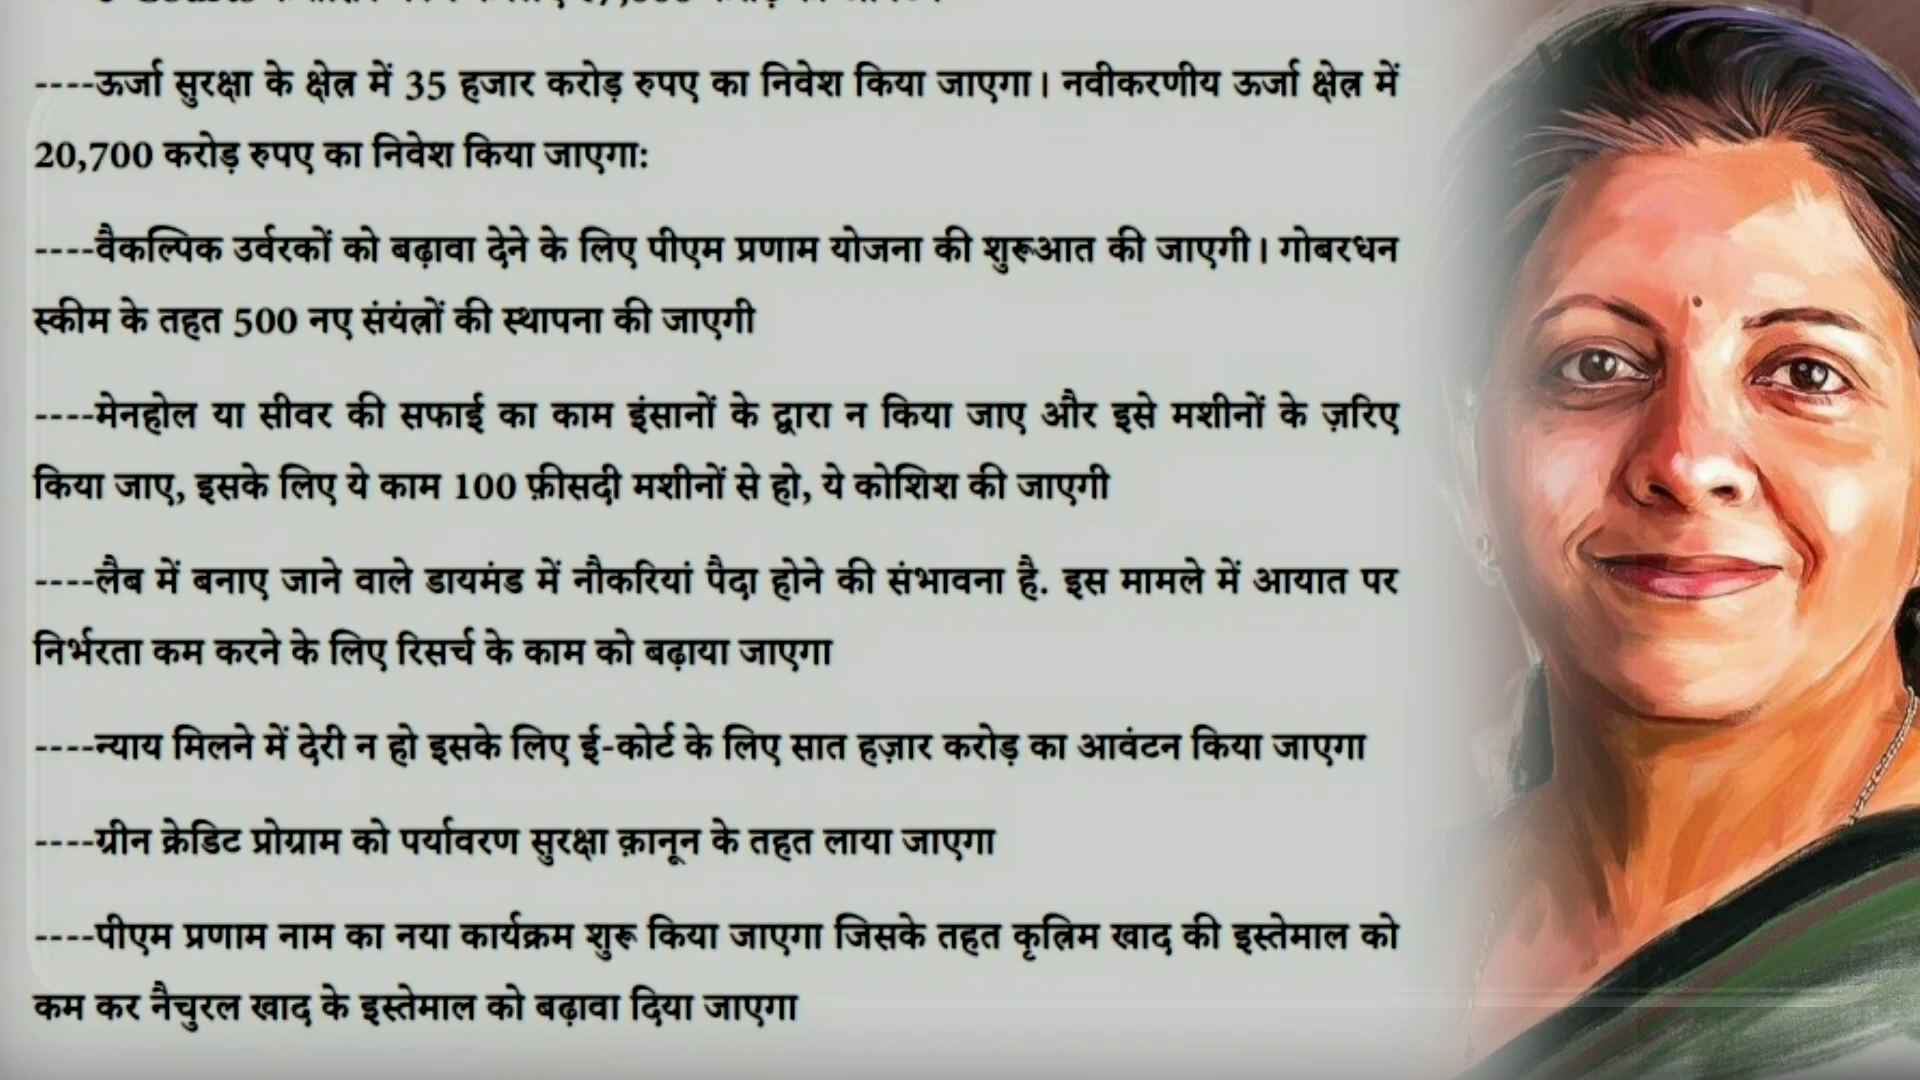 ----ऊर्जा सुरक्षा के क्षेत्र में 35 हजार करोड़ रुपए का निवेश किया जाएगा। नवीकरणीय ऊर्जा क्षेत्र में
20,700 करोड़ रुपए का निवेश किया जाएगा:
----वैकल्पिक उर्वरकों को बढ़ावा देने के लिए पीएम प्रणाम योजना की शुरूआत की जाएगी। गोबरधन
स्कीम के तहत 500 नए संयंत्रों की स्थापना की जाएगी
----मेनहोल या सीवर की सफाई का काम इंसानों के द्वारा न किया जाए और इसे मशीनों के ज़रिए
किया जाए, इसके लिए ये काम 100 फ़ीसदी मशीनों से हो, ये कोशिश की जाएगी
----लैब में बनाए जाने वाले डायमंड में नौकरियां पैदा होने की संभावना है. इस मामले में आयात पर
निर्भरता कम करने के लिए रिसर्च के काम को बढ़ाया जाएगा
----न्याय मिलने में देरी न हो इसके लिए ई-कोर्ट के लिए सात हज़ार करोड़ का आवंटन किया जाएगा
----ग्रीन क्रेडिट प्रोग्राम को पर्यावरण सुरक्षा क़ानून के तहत लाया जाएगा
----पीएम प्रणाम नाम का नया कार्यक्रम शुरू किया जाएगा जिसके तहत कृत्रिम खाद की इस्तेमाल को
कम कर नैचुरल खाद के इस्तेमाल को बढ़ावा दिया जाएगा